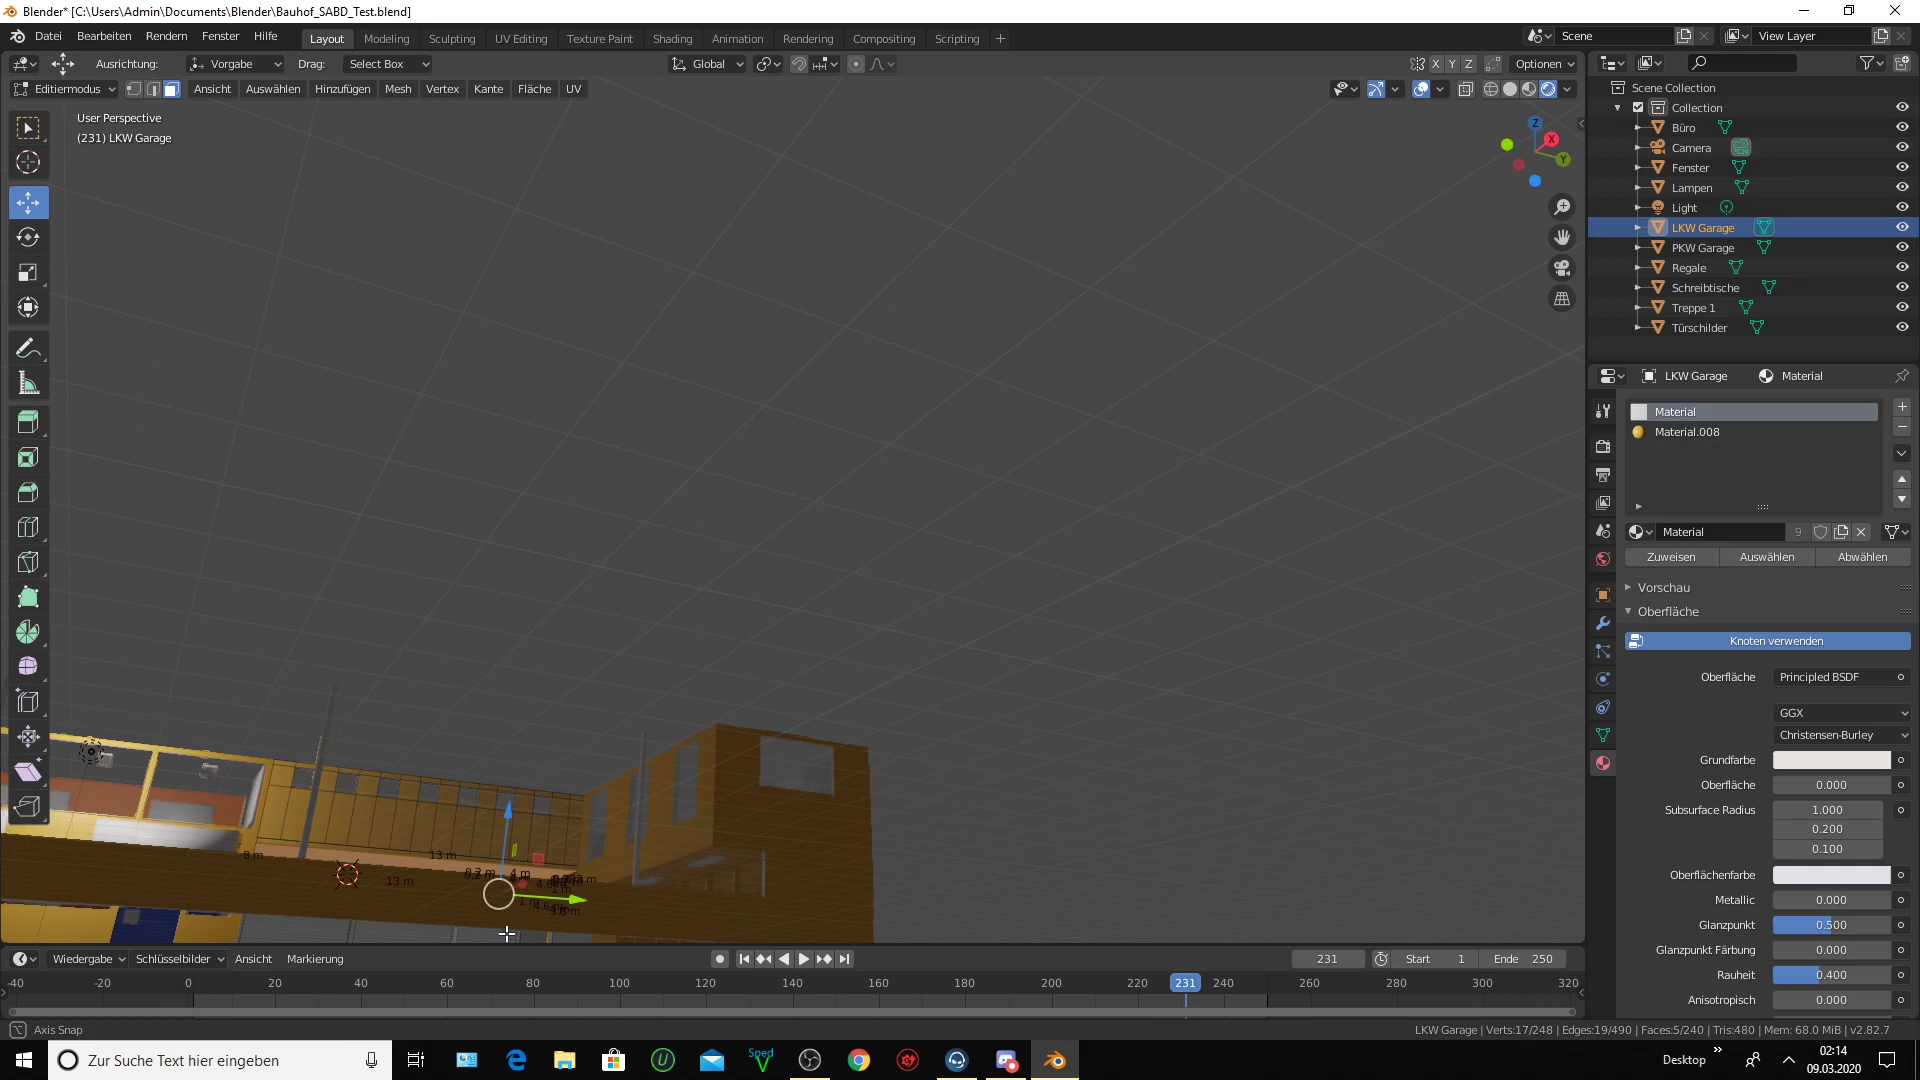 Blender* [C:\Users\Admin\Documents\Blender\Bauhof_SABD_Test.blend]
Datei Bearbeiten Rendern Fenster Hilfe Layout Modeling Sculpting UV Editing Texture Paint Shading Animation Rendering Compositing Scripting Scene View Layer
Ausrichtung: Vorgabe Drag: Select Box Global X Y Z Optionen
Editiermodus Ansicht Auswählen Hinzufügen Mesh Vertex Kante Fläche UV
User Perspective
(231) LKW Garage
Z
X
Y
8 m 13 m
13 m
4 m
1 m
Scene Collection
Collection
Büro
Camera
Fenster
Lampen
Light
LKW Garage
PKW Garage
Regale
Schreibtische
Treppe 1
Türschilder
LKW Garage Material
Material
Material.008
Material 9
Zuweisen Auswählen Abwählen
Vorschau
Oberfläche
Knoten verwenden
Oberfläche Principled BSDF
GGX
Christensen-Burley
Grundfarbe
Oberfläche 0.000
Subsurface Radius 1.000
0.200
0.100
Oberflächenfarbe
Metallic 0.000
Glanzpunkt 0.500
Glanzpunkt Färbung 0.000
Rauheit 0.400
Anisotropisch 0.000
Wiedergabe Schlüsselbilder Ansicht Markierung 231 Start 1 Ende 250
-40 -20 0 20 40 60 80 100 120 140 160 180 200 220 231 240 260 280 300 320
Axis Snap
LKW Garage | Verts:17/248 | Edges:19/490 | Faces:5/240 | Tris:480 | Mem: 68.0 MiB | v2.82.7
Zur Suche Text hier eingeben
Sped
V
Desktop
02:14
09.03.2020